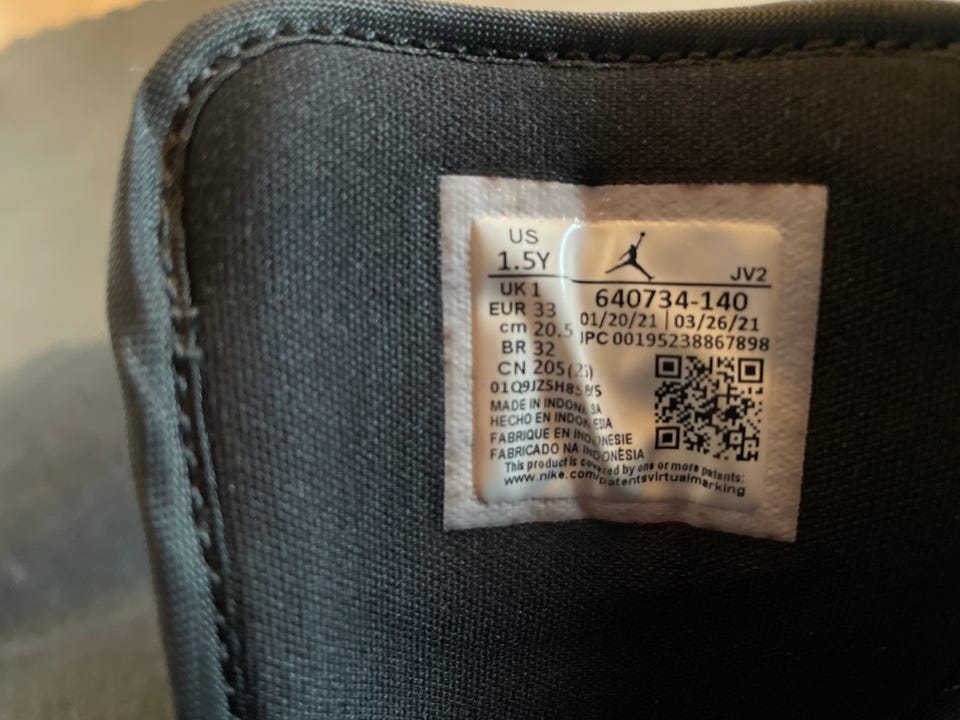 US
1.5Y
JV2
UK 1
EUR 33
cm 20.5
BR 32
CN 205
640734-140
01/20/21 | 03/26/21
00195238867898
MADE IN INDONESIA
HECHO EN INDONESIA
FABRIQUE EN INDONESIE
FABRICADO NA INDONÉSIA
This product is covered by one or more patents:
www.nike.com/patentsvirtualmarking